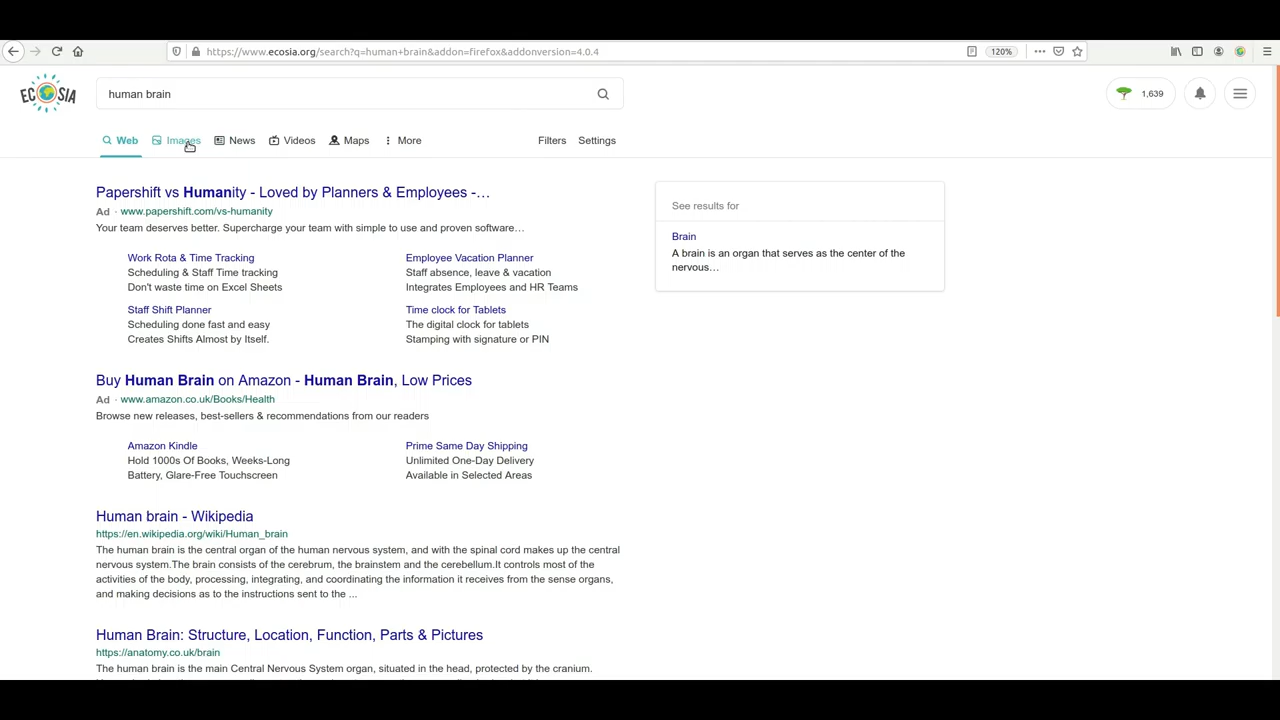 https://www.ecosia.org/search?q=human+brain&addon=firefox&addonversion=4.0.4
120%
ECOSIA
human brain
1,639
Web Images News Videos Maps More Filters Settings
Papershift vs Humanity - Loved by Planners & Employees -…
Ad · www.papershift.com/vs-humanity
Your team deserves better. Supercharge your team with simple to use and proven software…
Work Rota & Time Tracking
Scheduling & Staff Time tracking
Don't waste time on Excel Sheets
Employee Vacation Planner
Staff absence, leave & vacation
Integrates Employees and HR Teams
Staff Shift Planner
Scheduling done fast and easy
Creates Shifts Almost by Itself.
Time clock for Tablets
The digital clock for tablets
Stamping with signature or PIN
See results for
Brain
A brain is an organ that serves as the center of the
nervous…
Buy Human Brain on Amazon - Human Brain, Low Prices
Ad · www.amazon.co.uk/Books/Health
Browse new releases, best-sellers & recommendations from our readers
Amazon Kindle
Hold 1000s Of Books, Weeks-Long
Battery, Glare-Free Touchscreen
Prime Same Day Shipping
Unlimited One-Day Delivery
Available in Selected Areas
Human brain - Wikipedia
https://en.wikipedia.org/wiki/Human_brain
The human brain is the central organ of the human nervous system, and with the spinal cord makes up the central
nervous system.The brain consists of the cerebrum, the brainstem and the cerebellum.It controls most of the
activities of the body, processing, integrating, and coordinating the information it receives from the sense organs,
and making decisions as to the instructions sent to the ...
Human Brain: Structure, Location, Function, Parts & Pictures
https://anatomy.co.uk/brain
The human brain is the main Central Nervous System organ, situated in the head, protected by the cranium.